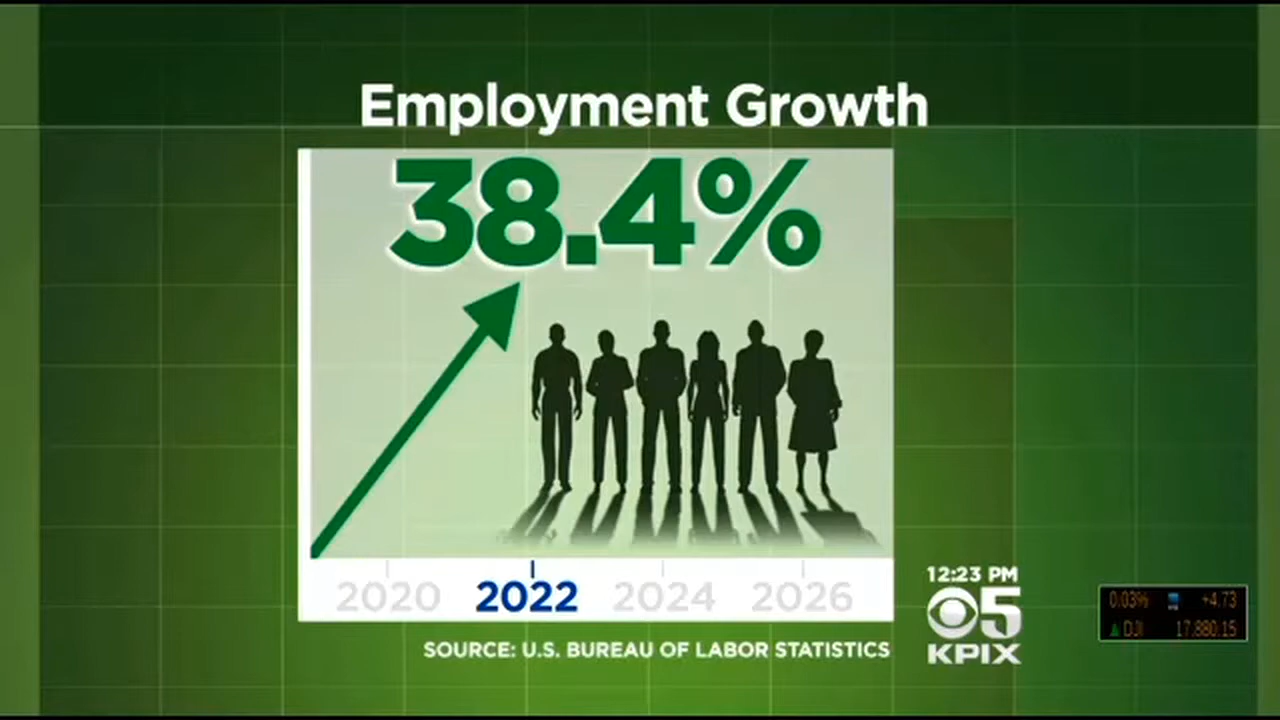 Employment Growth
38.4%
2020 2022 2024 2026
SOURCE: U.S. BUREAU OF LABOR STATISTICS
12:23 PM
5
KPIX
0.03% +4.73
DJI 17,880.15